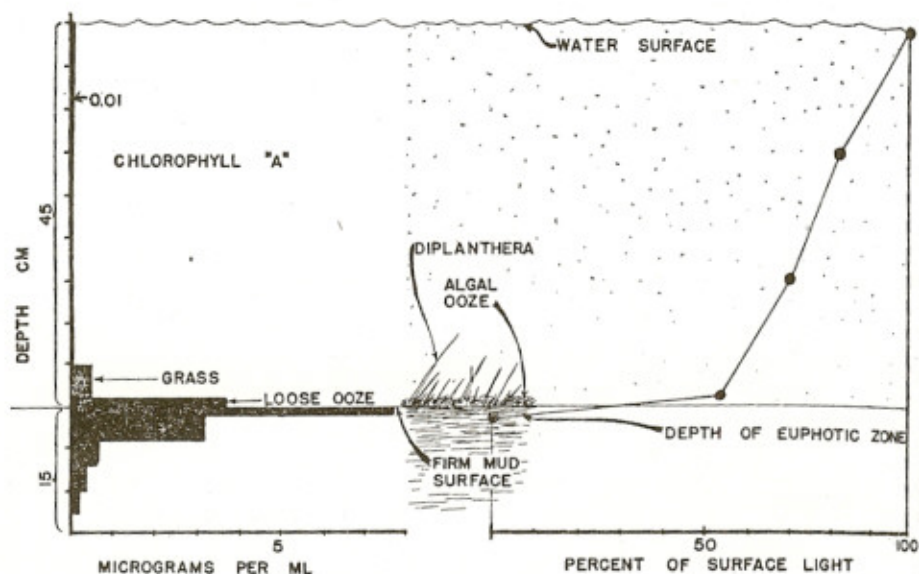 WATER SURFACE
0.01
CHLOROPHYLL "A"
DEPTH CM
45
15
DIPLANTHERA
ALGAL
OOZE
GRASS
LOOSE OOZE
DEPTH OF EUPHOTIC ZONE
FIRM MUD
SURFACE
5
50
100
MICROGRAMS PER ML
PERCENT OF SURFACE LIGHT